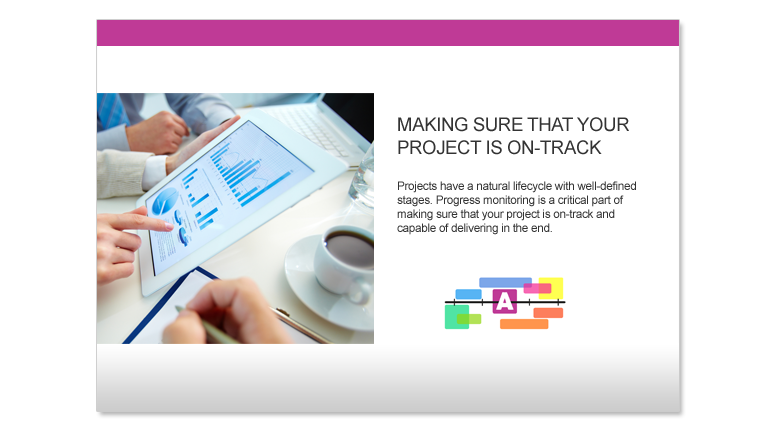 MAKING SURE THAT YOUR
PROJECT IS ON-TRACK
Projects have a natural lifecycle with well-defined
stages. Progress monitoring is a critical part of
making sure that your project is on-track and
capable of delivering in the end.
A